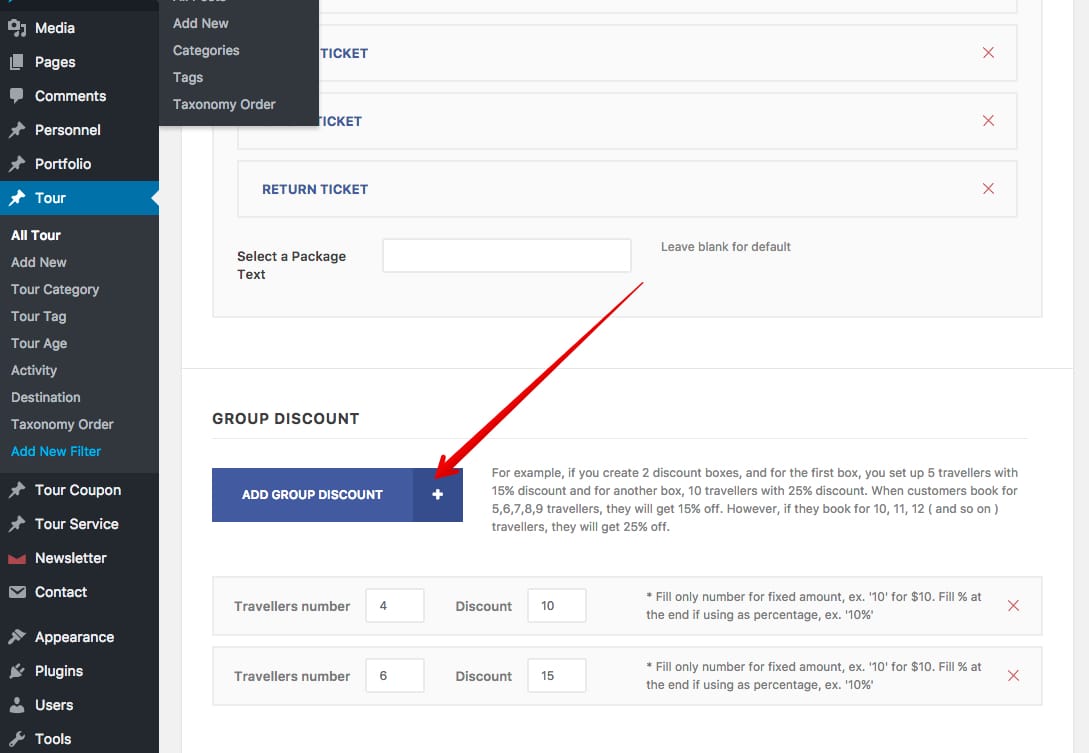 Media
Pages
Comments
Personnel
Portfolio
Tour
All Tour
Add New
Tour Category
Tour Tag
Tour Age
Activity
Destination
Taxonomy Order
Add New Filter
Tour Coupon
Tour Service
Newsletter
Contact
Appearance
Plugins
Users
Tools
Add New
Categories
Tags
Taxonomy Order
TICKET
TICKET
RETURN TICKET
Select a Package
Text
Leave blank for default
GROUP DISCOUNT
ADD GROUP DISCOUNT +
For example, if you create 2 discount boxes, and for the first box, you set up 5 travellers with
15% discount and for another box, 10 travellers with 25% discount. When customers book for
5,6,7,8,9 travellers, they will get 15% off. However, if they book for 10, 11, 12 ( and so on )
travellers, they will get 25% off.
Travellers number 4 Discount 10
* Fill only number for fixed amount, ex. '10' for $10. Fill % at
the end if using as percentage, ex. '10%'
Travellers number 6 Discount 15
* Fill only number for fixed amount, ex. '10' for $10. Fill % at
the end if using as percentage, ex. '10%'